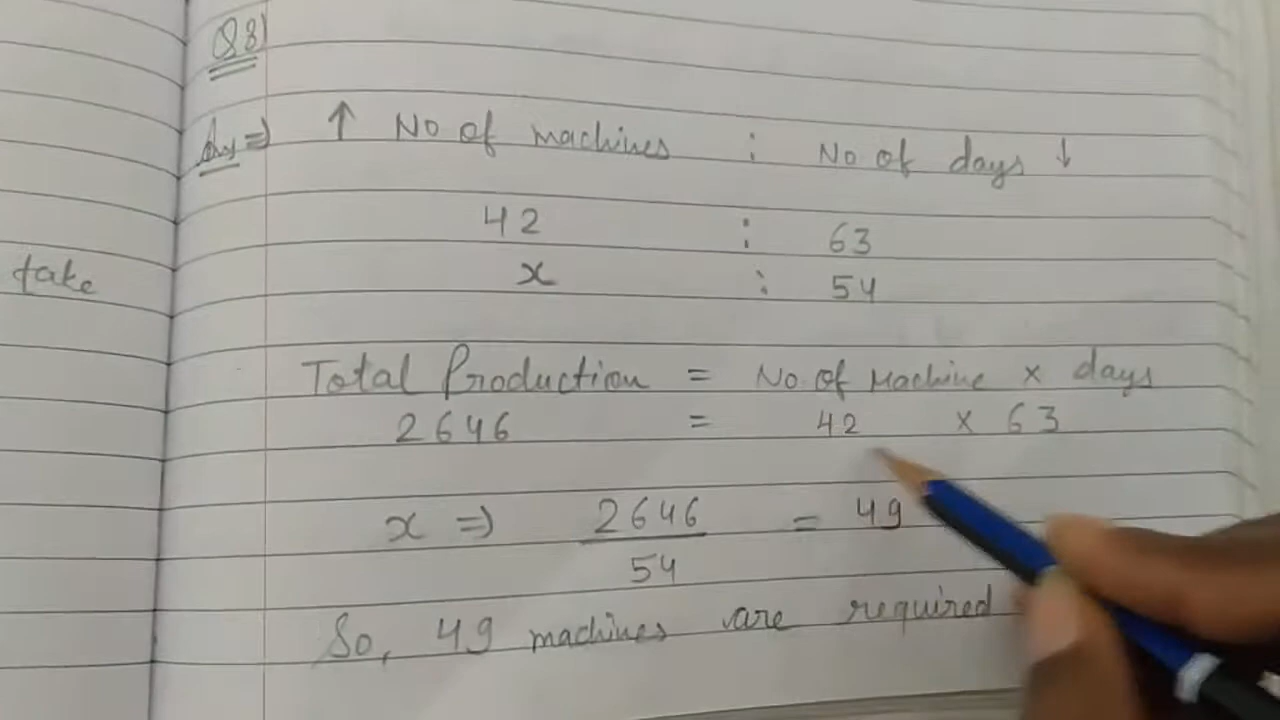 take
Q8)
Ans ⇒ ↑ No of machines : No of days ↓
42 : 63
x : 54
Total Production = No. of Machine × days
2646 = 42 × 63
x ⇒ 2646/54 = 49
So, 49 machines are required